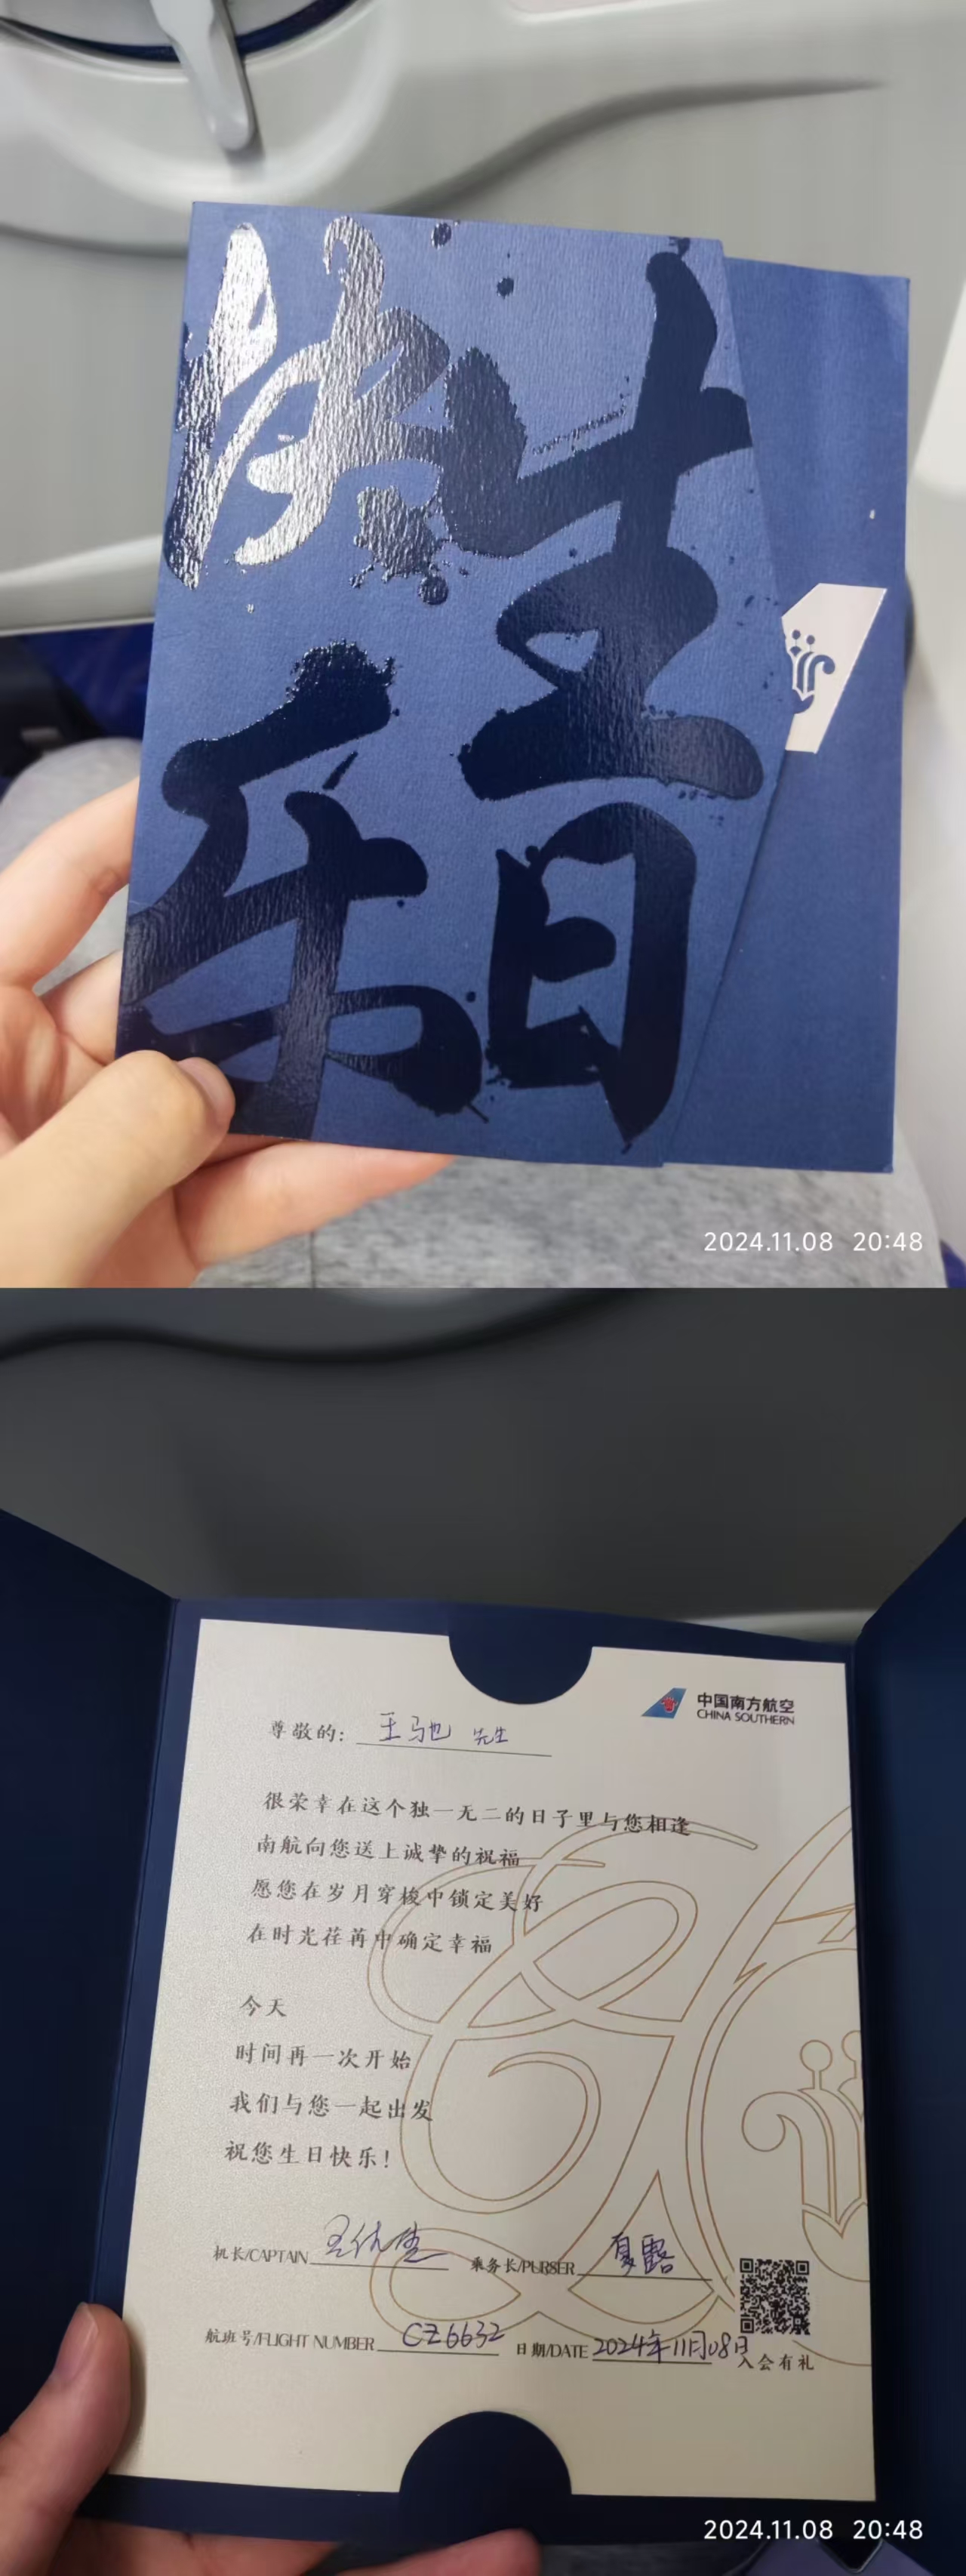 生日
快乐
2024.11.08 20:48
中国南方航空
CHINA SOUTHERN
尊敬的: 王驰 先生
很荣幸在这个独一无二的日子里与您相逢
南航向您送上诚挚的祝福
愿您在岁月穿梭中锁定美好
在时光荏苒中确定幸福
今天
时间再一次开始
我们与您一起出发
祝您生日快乐!
机长/CAPTAIN 乘务长/PURSER 夏露
航班号/FLIGHT NUMBER CZ6632 日期/DATE 2024年11月08日
入会有礼
2024.11.08 20:48